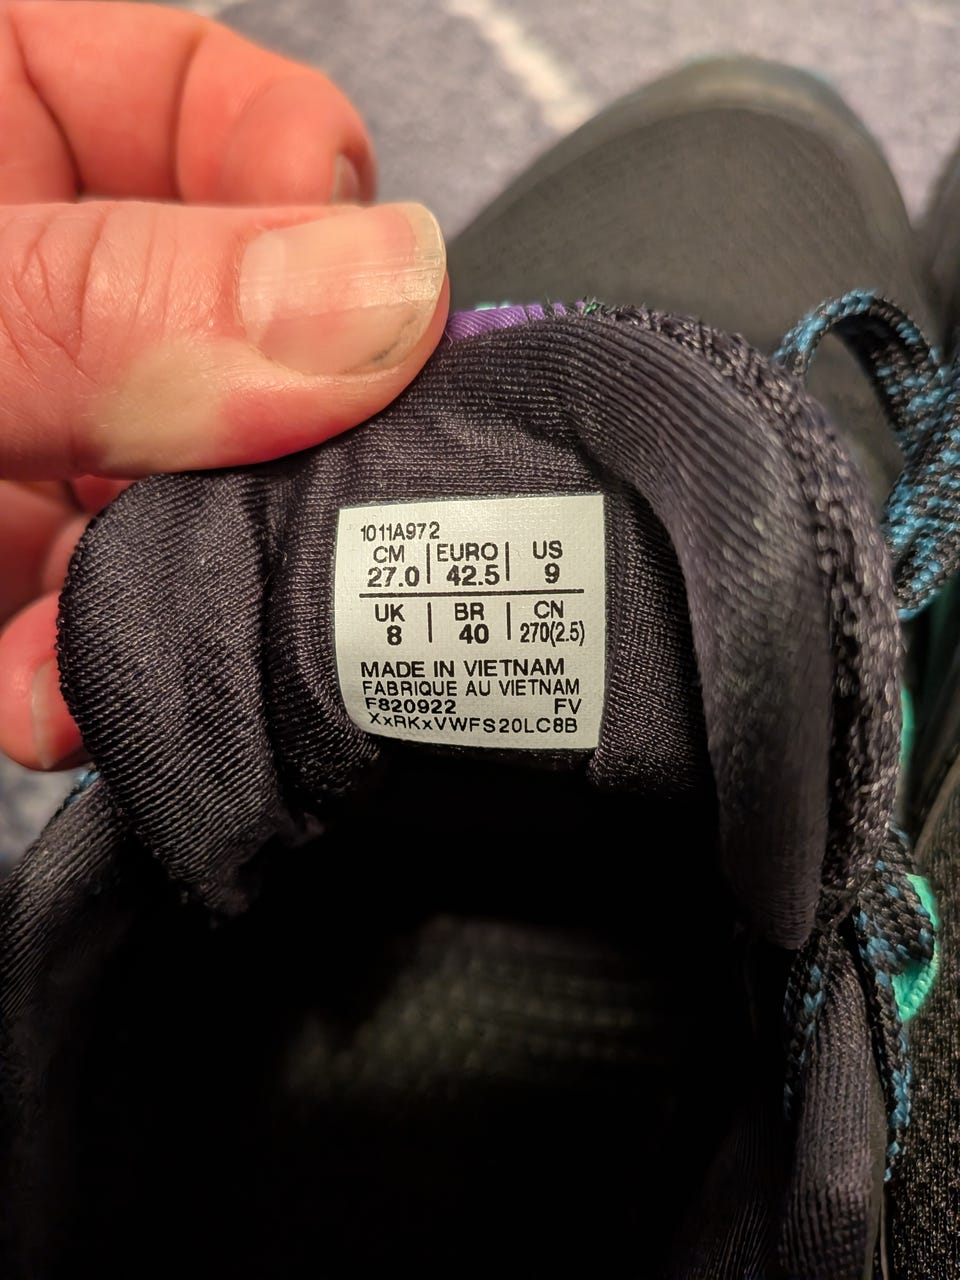 1011A972
CM | EURO | US
27.0 | 42.5 | 9
UK | BR | CN
8 | 40 | 270(2.5)
MADE IN VIETNAM
FABRIQUE AU VIETNAM
F820922 FV
XxRKxVWFS20LC8B